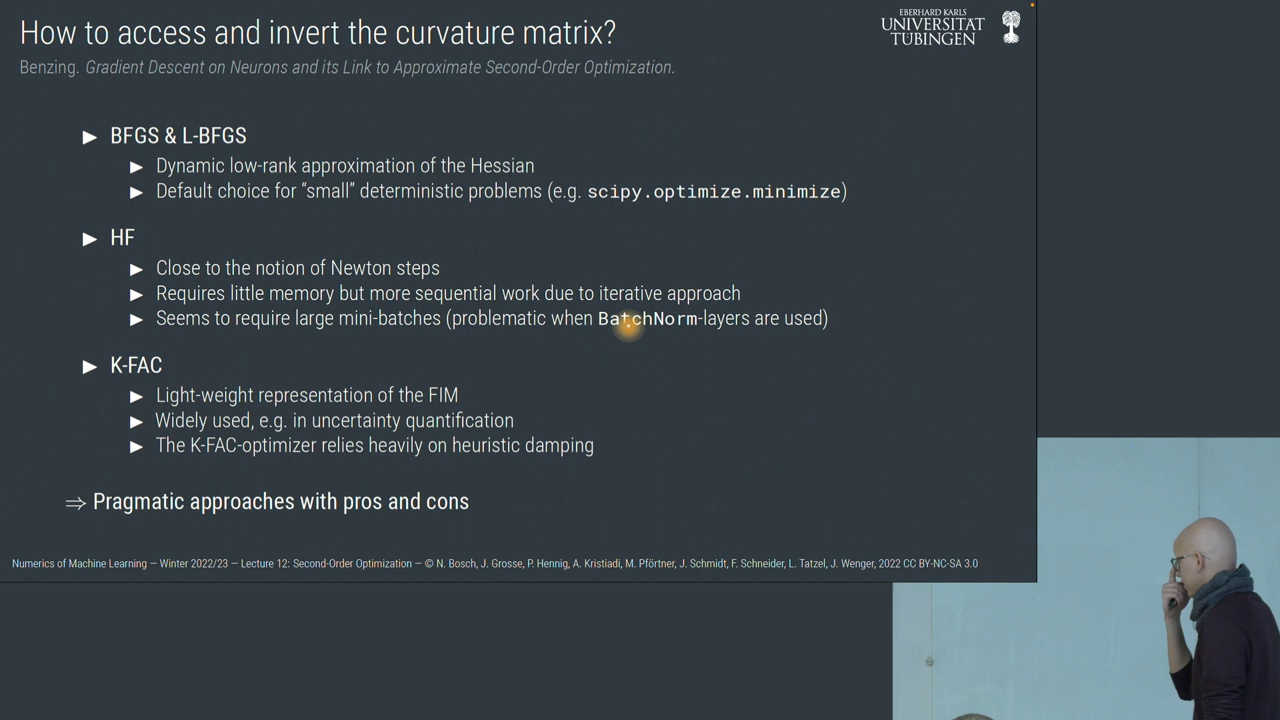 How to access and invert the curvature matrix?
Benzing. Gradient Descent on Neurons and its Link to Approximate Second-Order Optimization.
EBERHARD KARLS
UNIVERSITÄT
TÜBINGEN
▶ BFGS & L-BFGS
▶ Dynamic low-rank approximation of the Hessian
▶ Default choice for “small” deterministic problems (e.g. scipy.optimize.minimize)
▶ HF
▶ Close to the notion of Newton steps
▶ Requires little memory but more sequential work due to iterative approach
▶ Seems to require large mini-batches (problematic when BatchNorm-layers are used)
▶ K-FAC
▶ Light-weight representation of the FIM
▶ Widely used, e.g. in uncertainty quantification
▶ The K-FAC-optimizer relies heavily on heuristic damping
⇒ Pragmatic approaches with pros and cons
Numerics of Machine Learning — Winter 2022/23 — Lecture 12: Second-Order Optimization — © N. Bosch, J. Grosse, P. Hennig, A. Kristiadi, M. Pförtner, J. Schmidt, F. Schneider, L. Tatzel, J. Wenger, 2022 CC BY-NC-SA 3.0